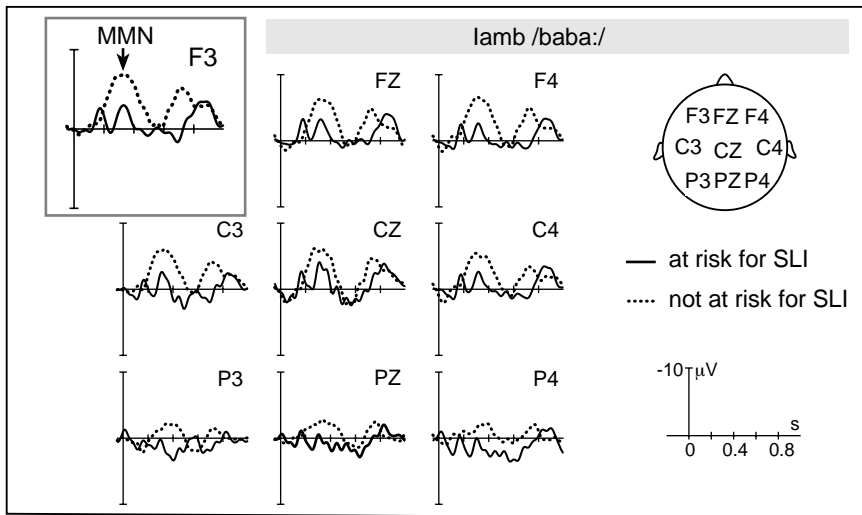 Iamb /baba:/
MMN
F3
FZ
F4
C3
CZ
C4
P3
PZ
P4
F3 FZ F4
C3 CZ C4
P3 PZ P4
at risk for SLI
not at risk for SLI
-10 μV
s
0 0.4 0.8